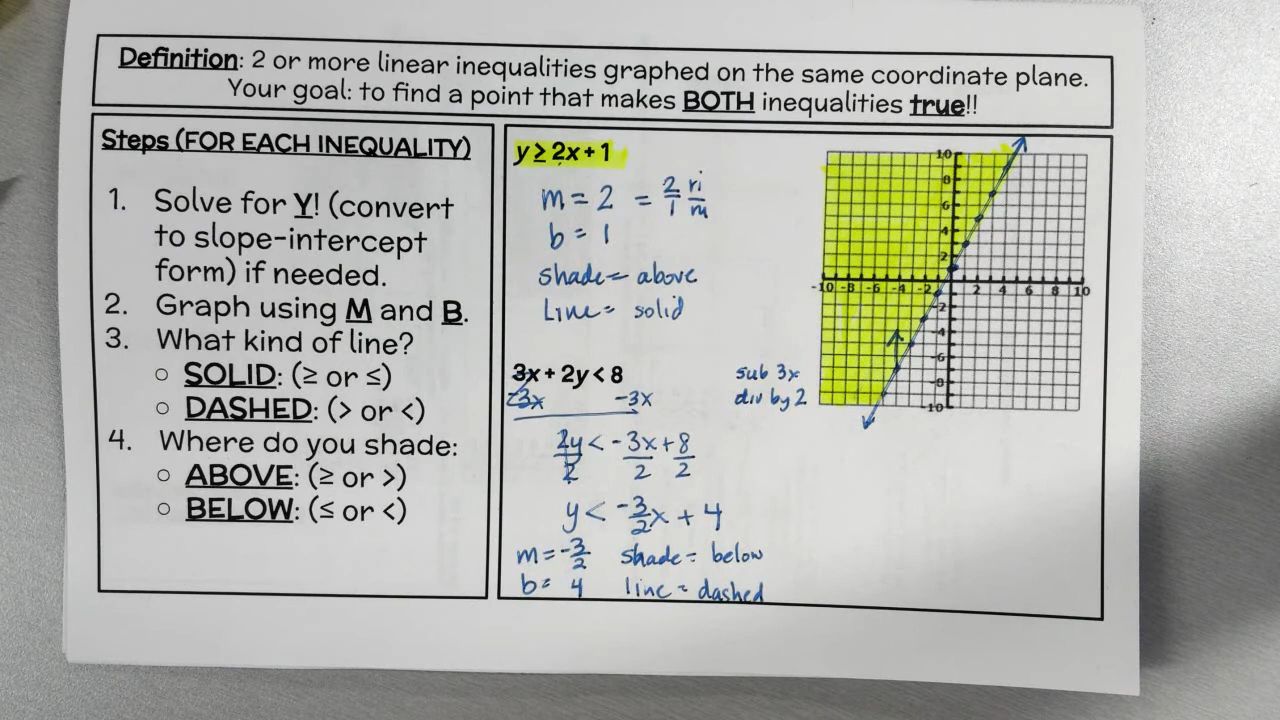 Definition: 2 or more linear inequalities graphed on the same coordinate plane.
Your goal: to find a point that makes BOTH inequalities true!!
Steps (FOR EACH INEQUALITY)
1. Solve for Y! (convert
to slope-intercept
form) if needed.
2. Graph using M and B.
3. What kind of line?
○ SOLID: (≥ or ≤)
○ DASHED: (> or <)
4. Where do you shade:
○ ABOVE: (≥ or >)
○ BELOW: (≤ or <)
y ≥ 2x + 1
m = 2 = 2/1 ri/m
b = 1
shade = above
Line = solid
3x + 2y < 8
-3x -3x
sub 3x
div by 2
2y/2 < -3x/2 + 8/2
y < -3/2x + 4
m = -3/2 shade = below
b = 4 line = dashed
10
8
6
4
2
-10 -8 -6 -4 -2 2 4 6 8 10
-2
-4
-6
-8
-10